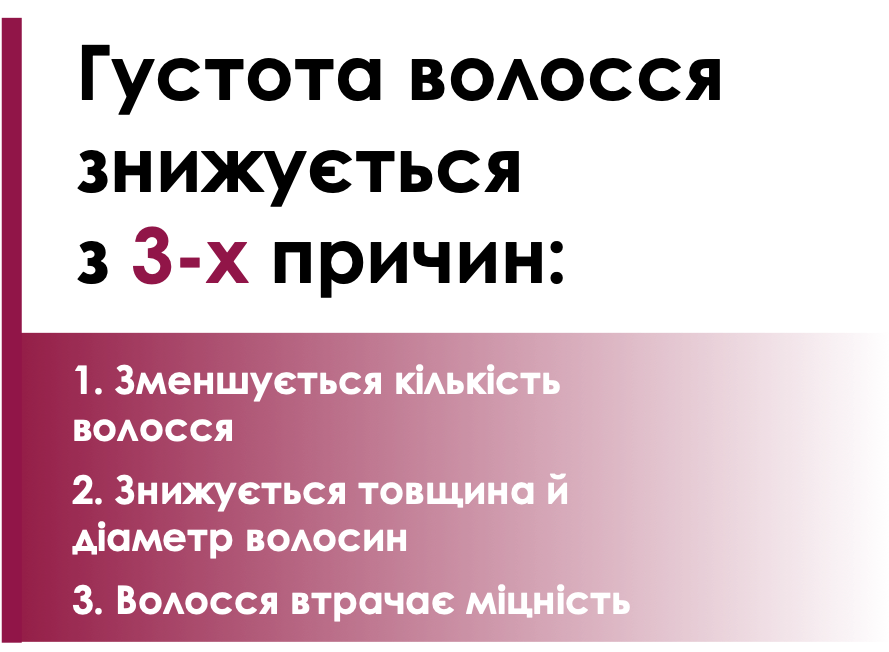 Густота волосся
знижується
з 3-х причин:
1. Зменшується кількість
волосся
2. Знижується товщина й
діаметр волосин
3. Волосся втрачає міцність